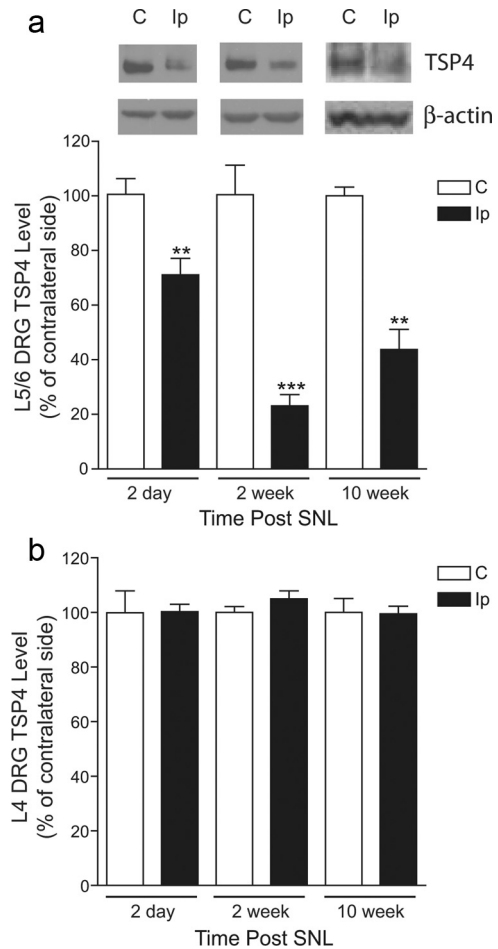 a
C Ip C Ip C Ip
TSP4
β-actin
L5/6 DRG TSP4 Level
(% of contralateral side)
120
100
80
60
40
20
0
**
***
**
C
Ip
2 day 2 week 10 week
Time Post SNL
b
L4 DRG TSP4 Level
(% of contralateral side)
120
100
80
60
40
20
0
C
Ip
2 day 2 week 10 week
Time Post SNL